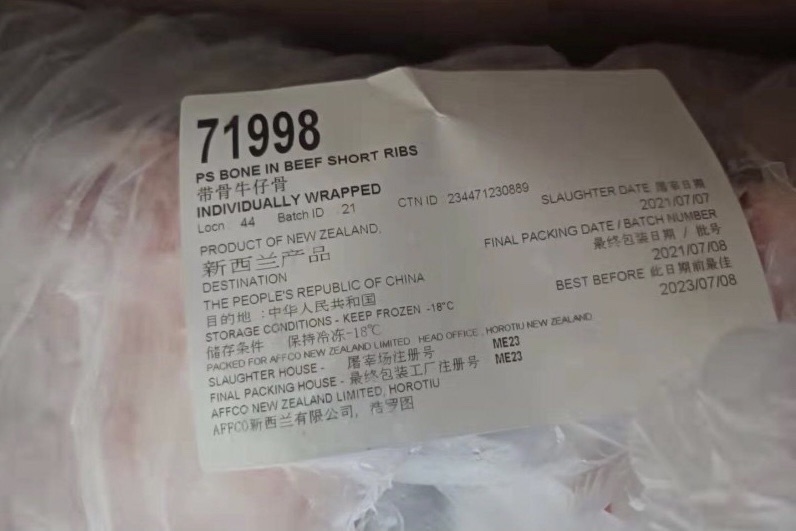 71998
PS BONE IN BEEF SHORT RIBS
带骨牛仔骨
INDIVIDUALLY WRAPPED
Locn 44 Batch ID 21 CTN ID 234471230889
SLAUGHTER DATE 屠宰日期
2021/07/07
PRODUCT OF NEW ZEALAND,
新西兰产品
FINAL PACKING DATE / BATCH NUMBER
最终包装日期 / 批号
2021/07/08
DESTINATION
THE PEOPLE'S REPUBLIC OF CHINA
目的地 :中华人民共和国
BEST BEFORE 此日期前最佳
2023/07/08
STORAGE CONDITIONS - KEEP FROZEN -18°C
储存条件 保持冷冻-18℃
PACKED FOR AFFCO NEW ZEALAND LIMITED, HEAD OFFICE, HOROTIU NEW ZEALAND
SLAUGHTER HOUSE - 屠宰场注册号 ME23
FINAL PACKING HOUSE - 最终包装工厂注册号 ME23
AFFCO NEW ZEALAND LIMITED, HOROTIU
AFFCO新西兰有限公司, 浩罗图